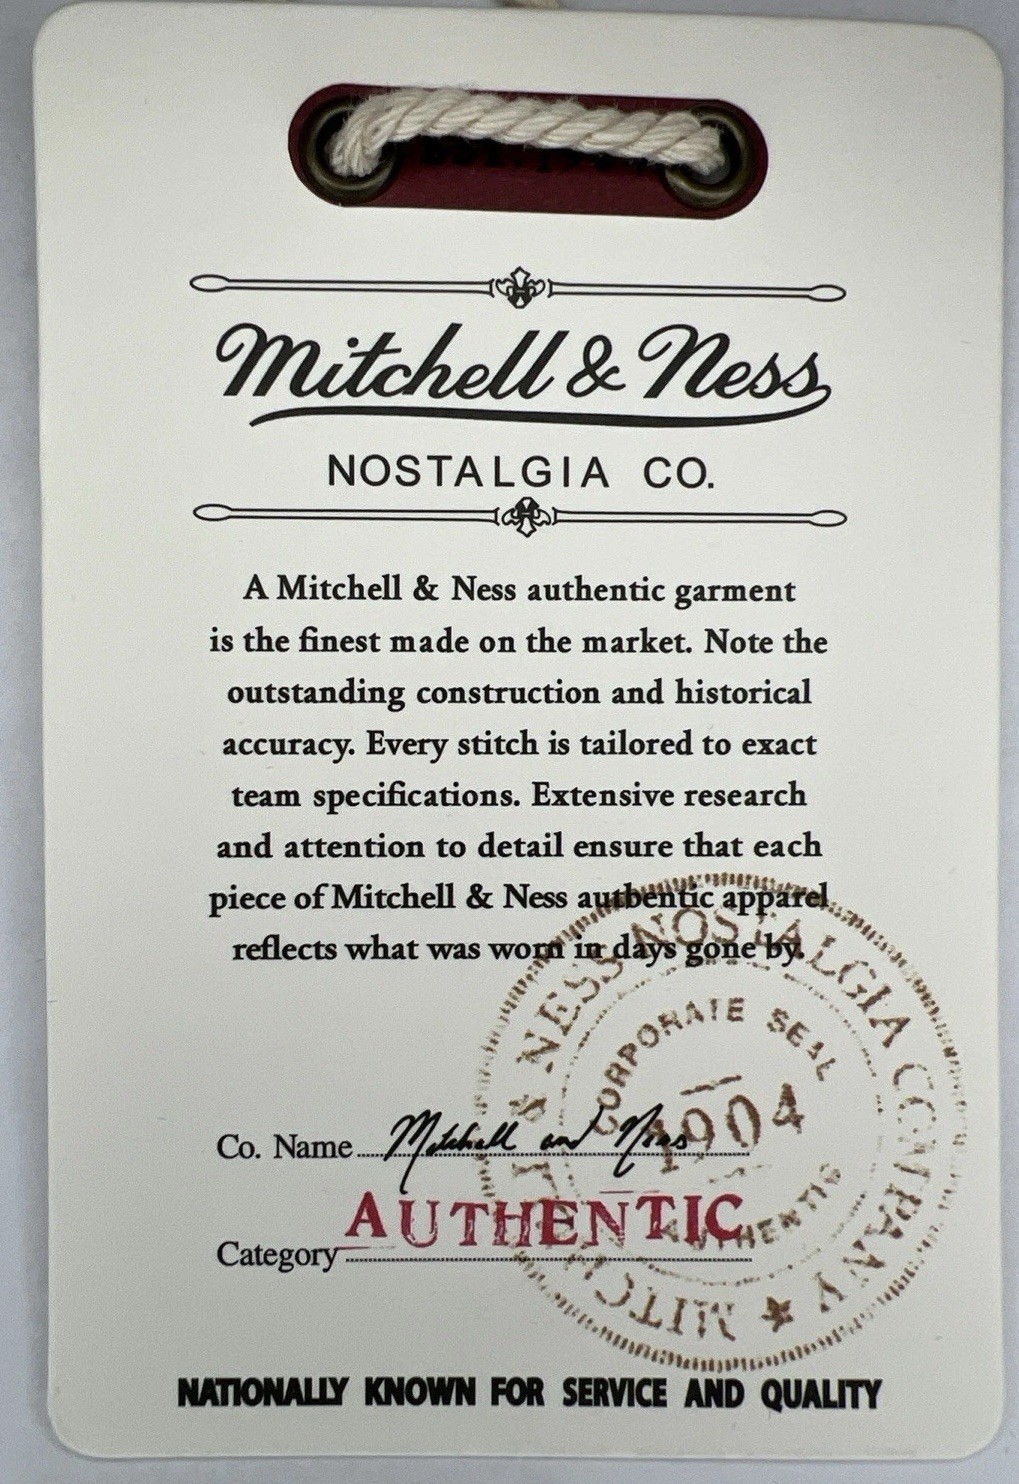 Mitchell & Ness
NOSTALGIA CO.
A Mitchell & Ness authentic garment
is the finest made on the market. Note the
outstanding construction and historical
accuracy. Every stitch is tailored to exact
team specifications. Extensive research
and attention to detail ensure that each
piece of Mitchell & Ness authentic apparel
reflects what was worn in days gone by.
NESS NOSTALGIA COMPANY
CORPORATE SEAL
1904
AUTHENTIC
Co. Name Mitchell and Ness
Category AUTHENTIC
NATIONALLY KNOWN FOR SERVICE AND QUALITY